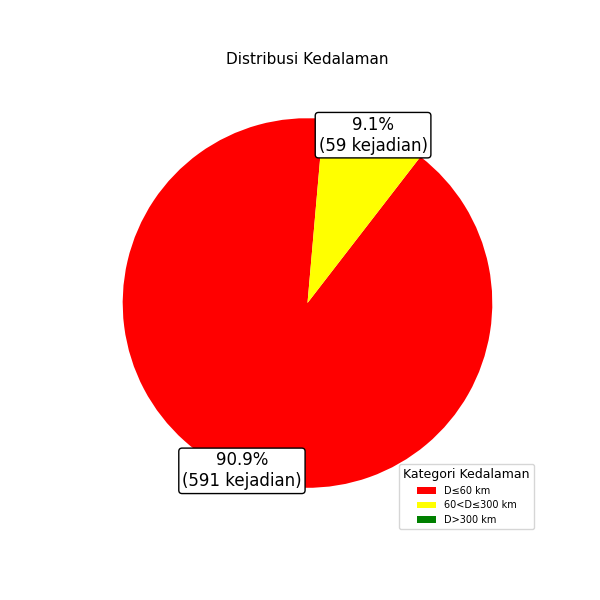 Distribusi Kedalaman
9.1%
(59 kejadian)
90.9%
(591 kejadian)
Kategori Kedalaman
D≤60 km
60<D≤300 km
D>300 km